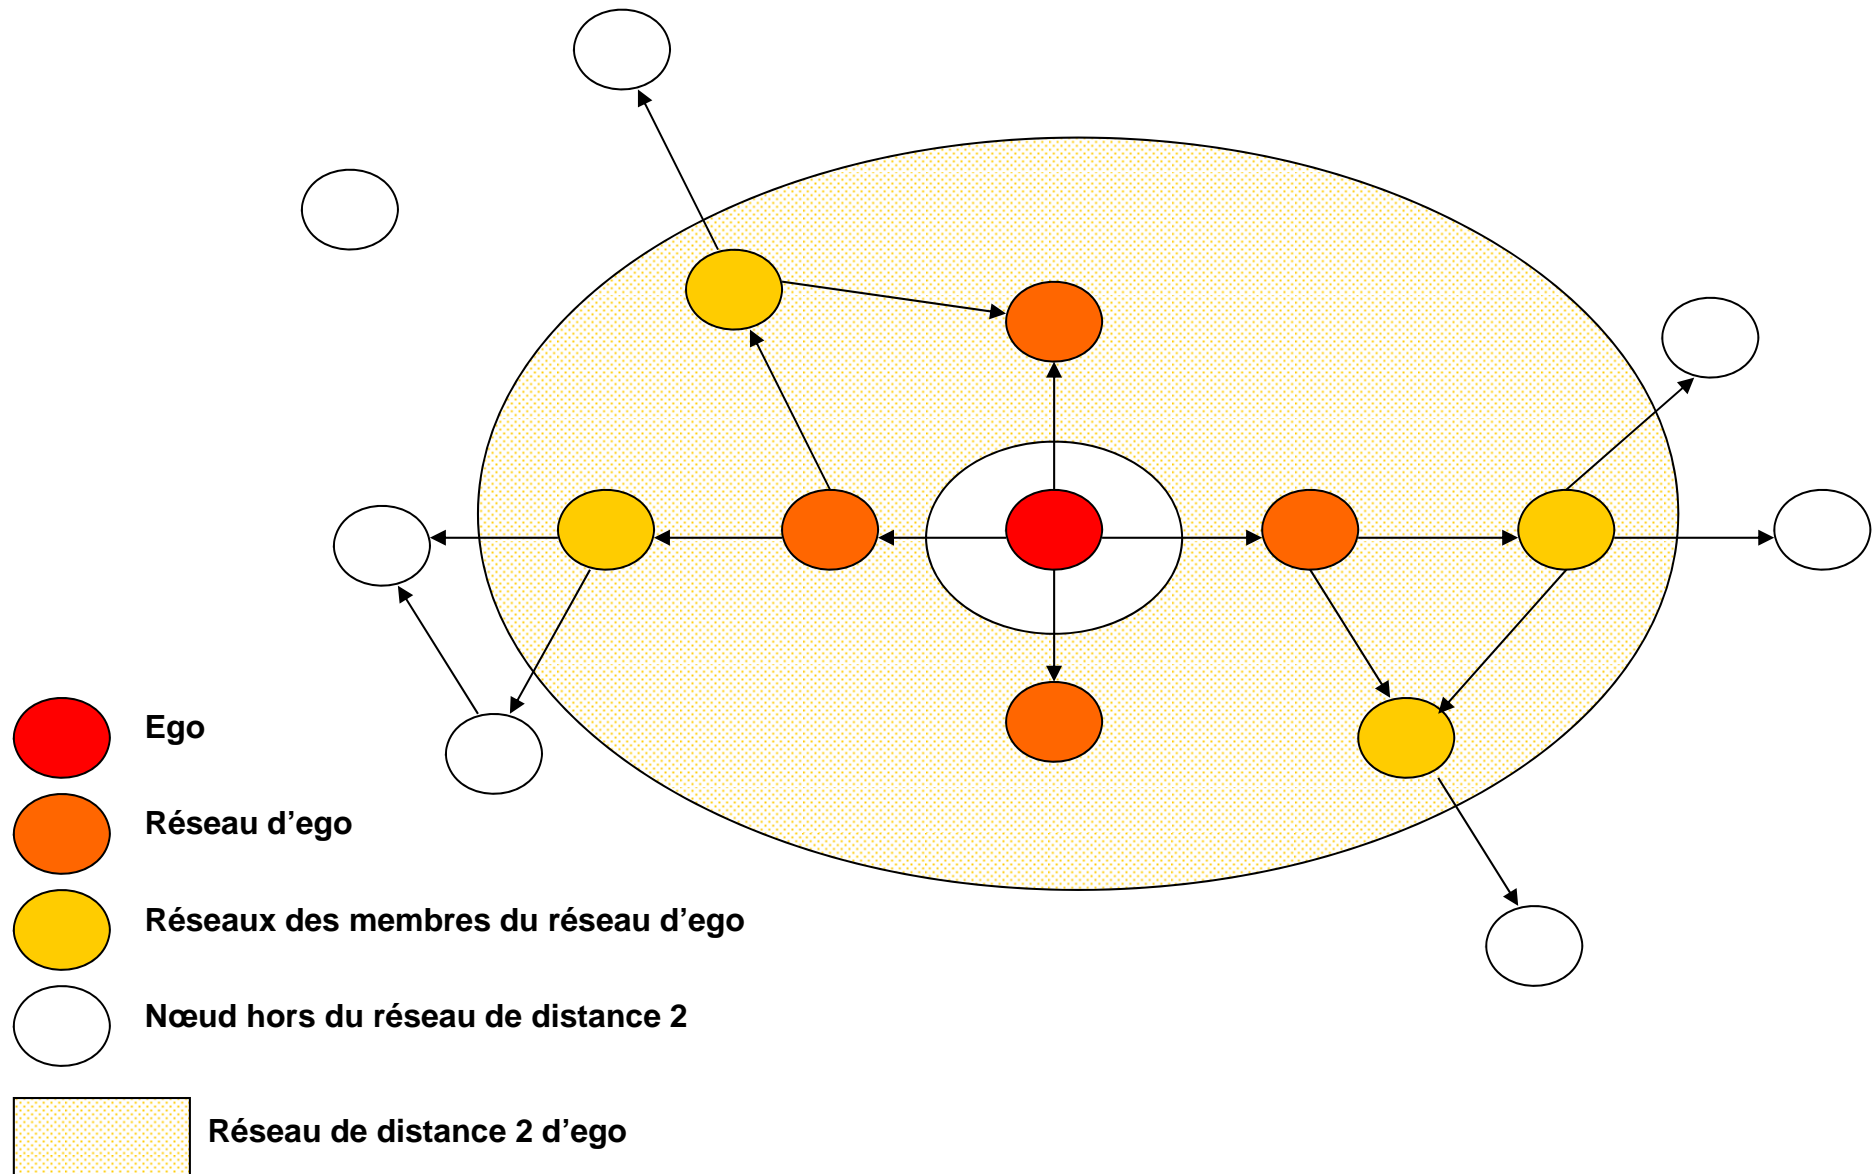 Ego
Réseau d’ego
Réseaux des membres du réseau d’ego
Nœud hors du réseau de distance 2
Réseau de distance 2 d’ego